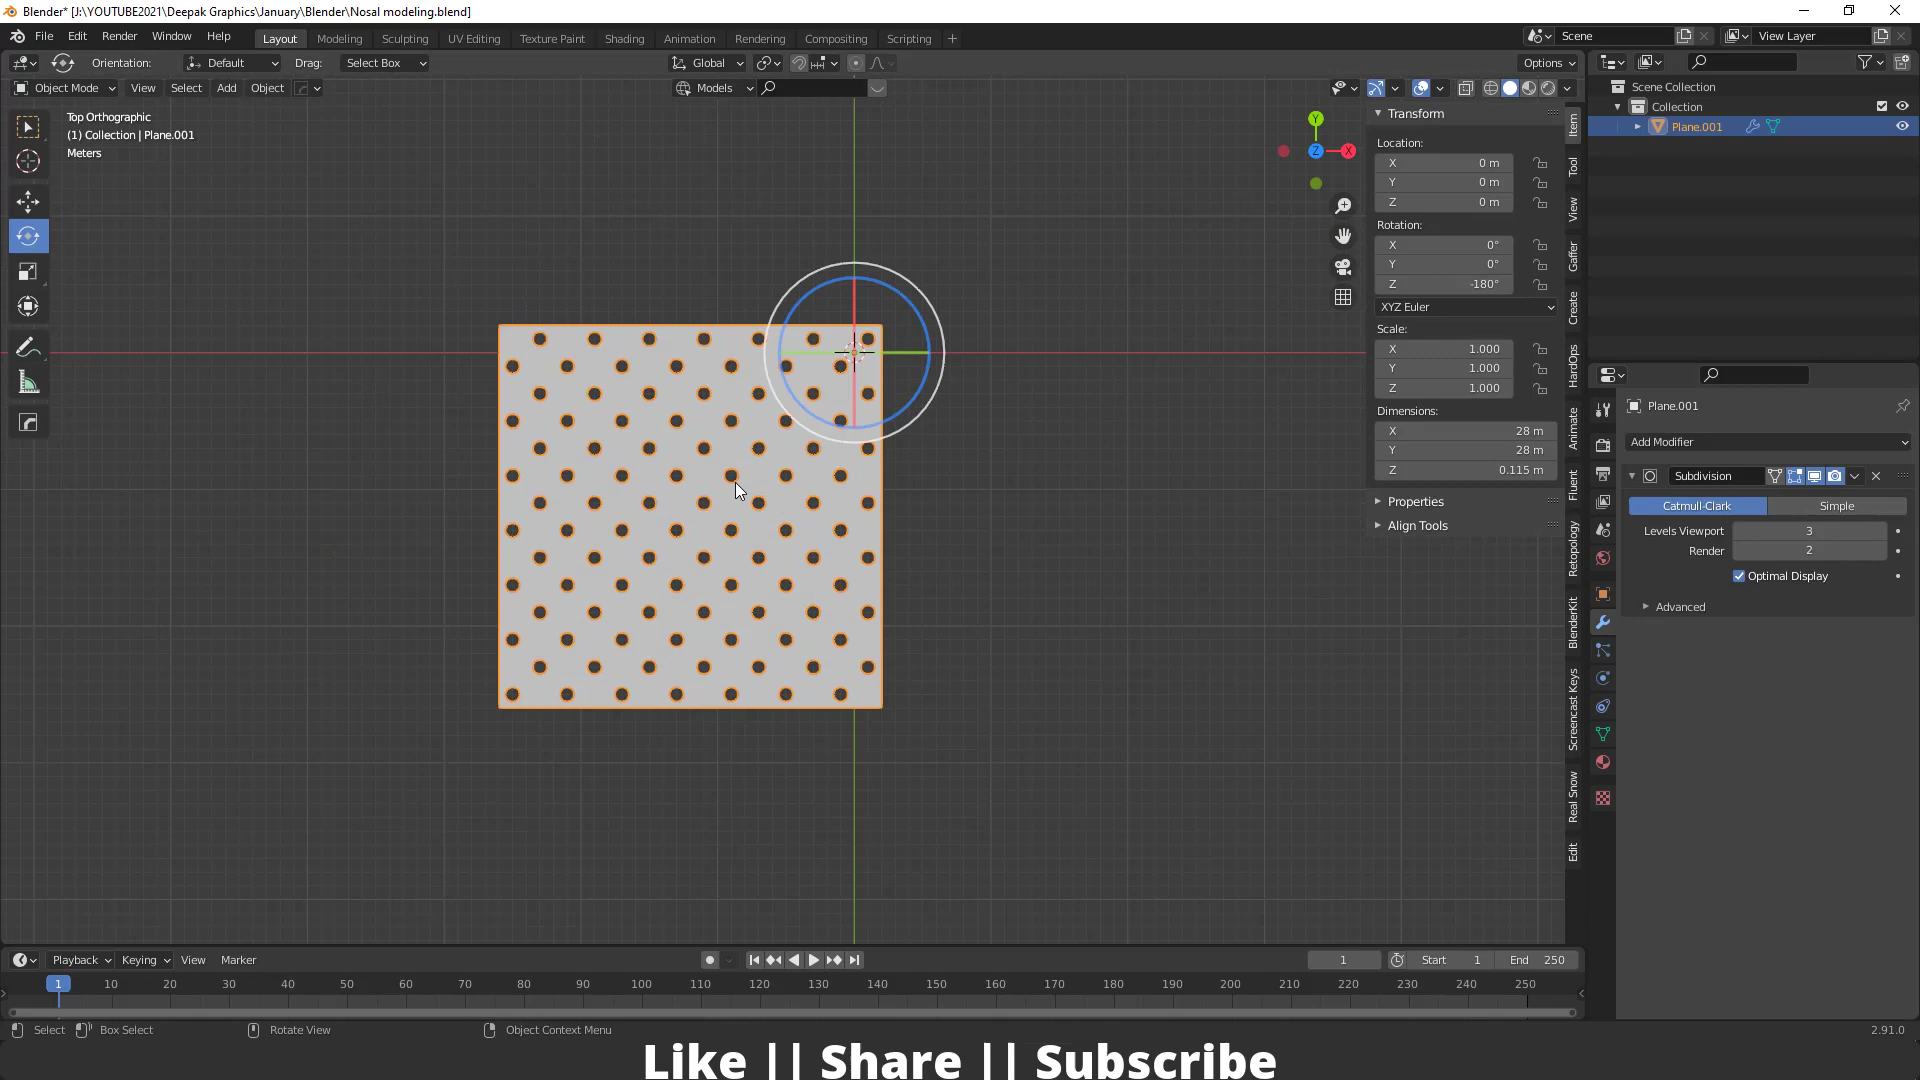 Blender* [J:\YOUTUBE2021\Deepak Graphics\January\Blender\Nosal modeling.blend]
File Edit Render Window Help Layout Modeling Sculpting UV Editing Texture Paint Shading Animation Rendering Compositing Scripting + Scene View Layer
Orientation: Default Drag: Select Box Global Options
Object Mode View Select Add Object Models
Top Orthographic
(1) Collection | Plane.001
Meters
Y
Z X
Transform
Location:
X 0 m
Y 0 m
Z 0 m
Rotation:
X 0°
Y 0°
Z -180°
XYZ Euler
Scale:
X 1.000
Y 1.000
Z 1.000
Dimensions:
X 28 m
Y 28 m
Z 0.115 m
Properties
Align Tools
Item
Tool
View
Gaffer
Create
HardOps
Animate
Fluent
Retopology
BlenderKit
Screencast Keys
Real Snow
Edit
Scene Collection
Collection
Plane.001
Plane.001
Add Modifier
Subdivision
Catmull-Clark Simple
Levels Viewport 3
Render 2
Optimal Display
Advanced
Playback Keying View Marker 1 Start 1 End 250
1 10 20 30 40 50 60 70 80 90 100 110 120 130 140 150 160 170 180 190 200 210 220 230 240 250
Select Box Select Rotate View Object Context Menu 2.91.0
Like || Share || Subscribe